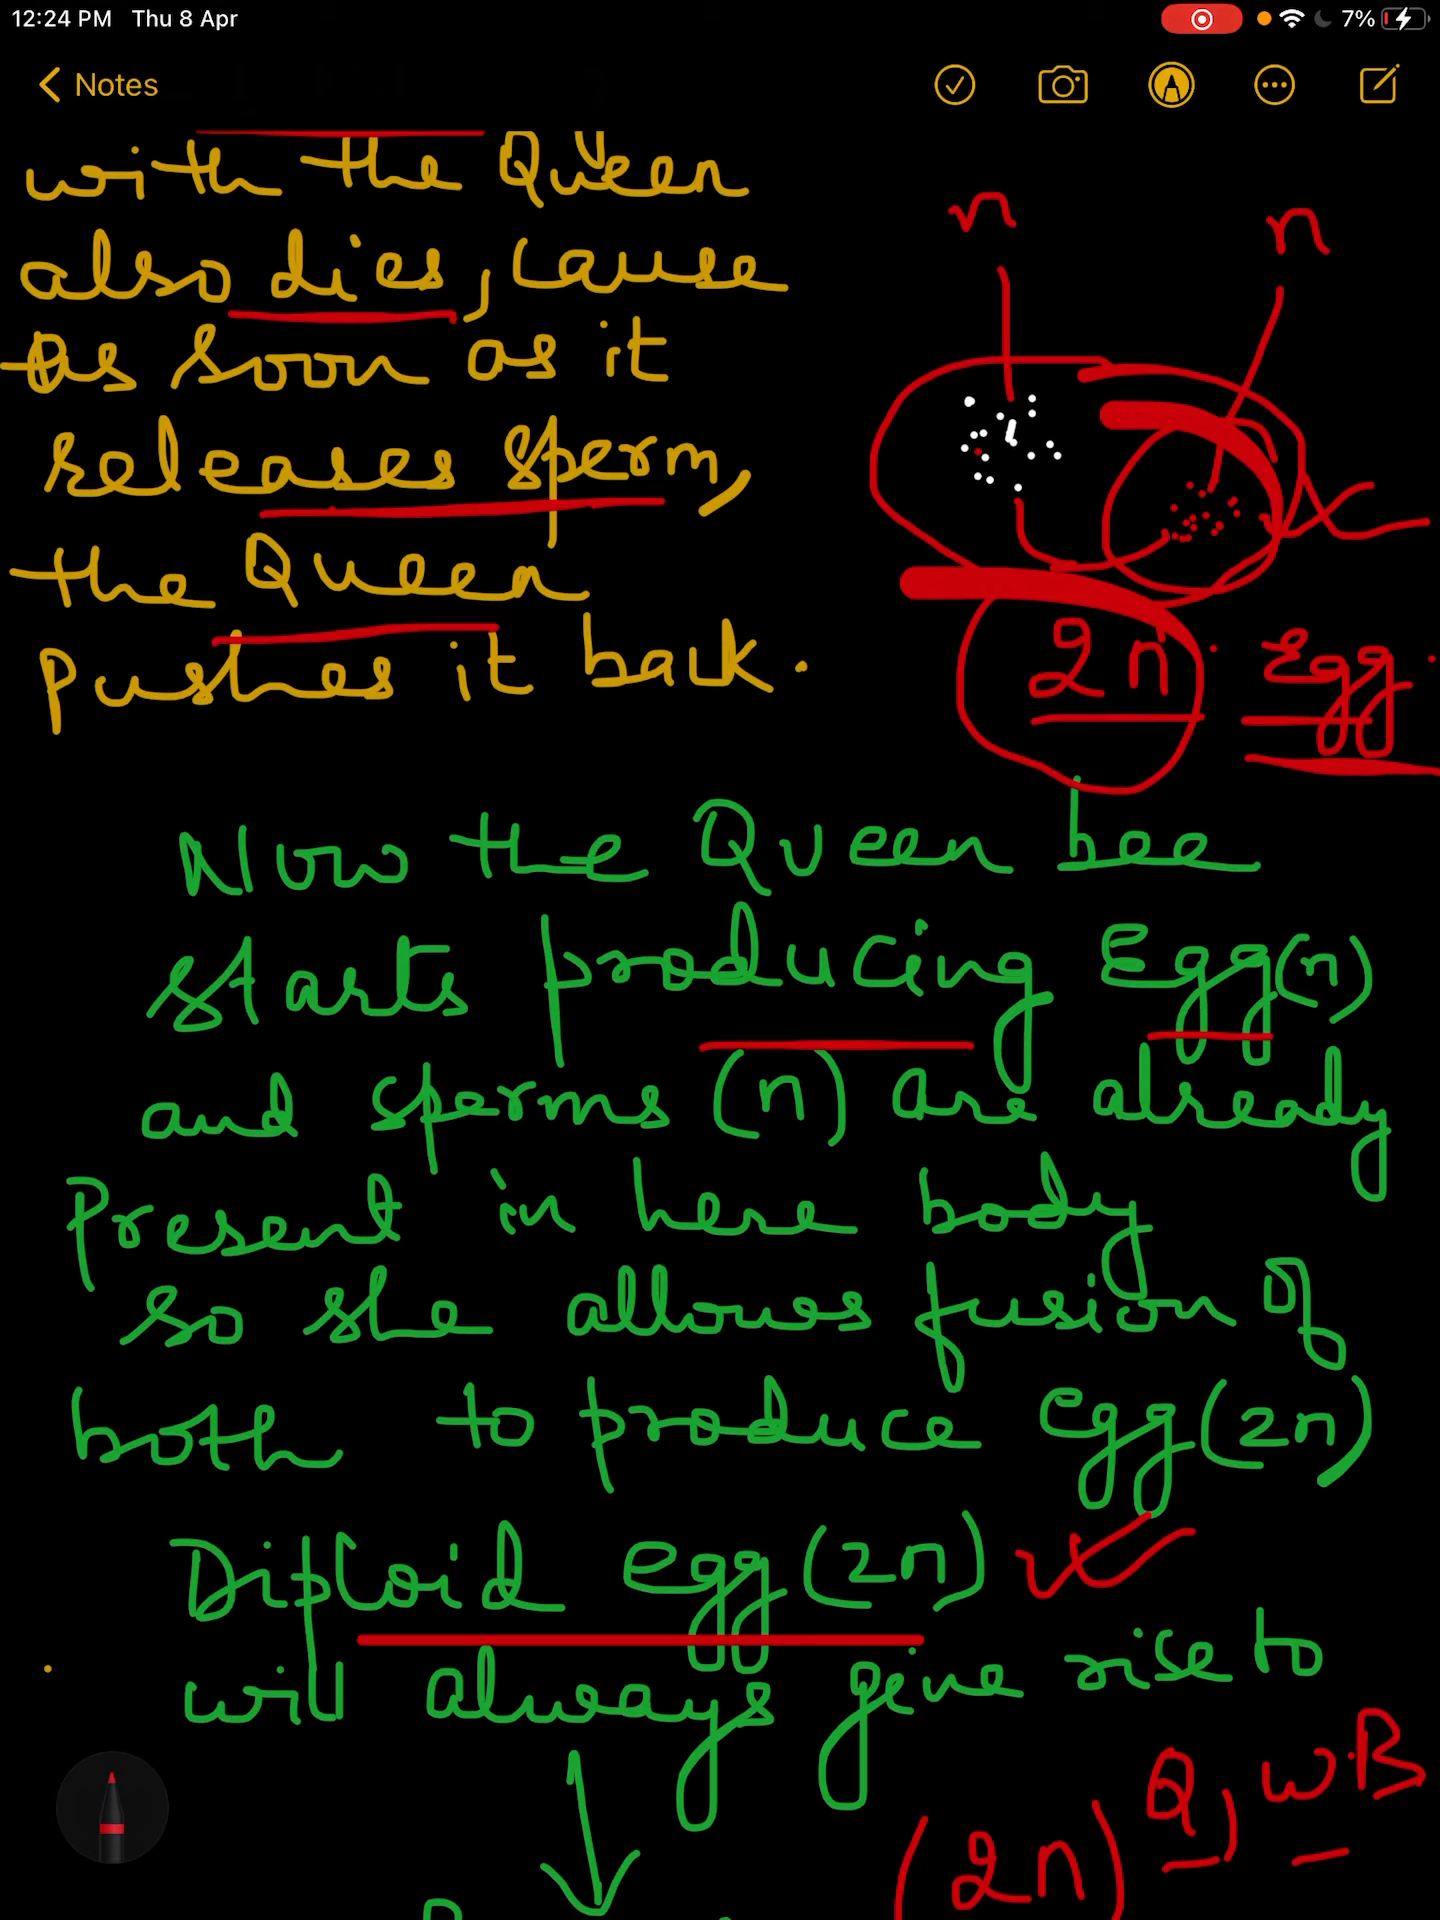 12:24 PM Thu 8 Apr
7%
Notes
with the Queen
also dies, cause
as soon as it
releases sperm,
the Queen
pushes it back.
n
n
2n
Egg
Now the Queen bee
starts producing Egg(n)
and sperms (n) are already
Present in here body
so she allows fusion of
both to produce egg(2n)
Diploid egg(2n)
will always give rise to
Q, W.B
(2n)